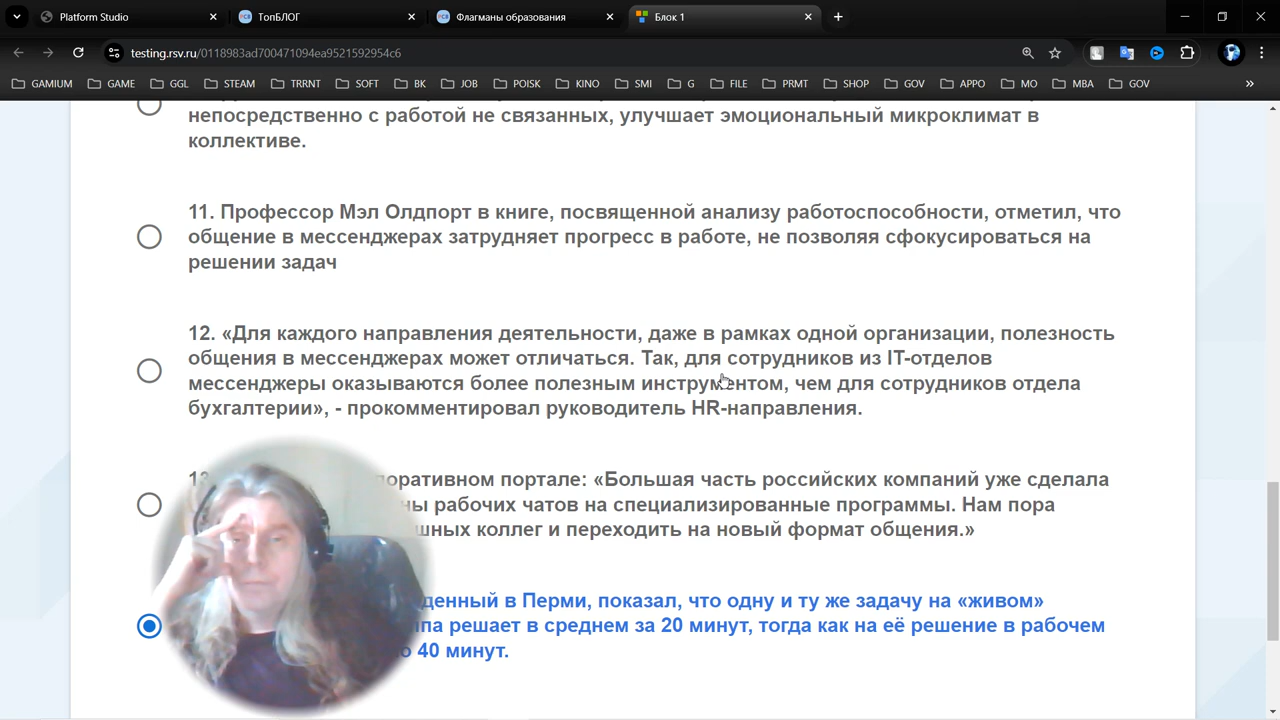 Platform Studio
ТопБЛОГ
Флагманы образования
Блок 1
testing.rsv.ru/0118983ad700471094ea9521592954c6
GAMIUM
GAME
GGL
STEAM
TRRNT
SOFT
BK
JOB
POISK
KINO
SMI
G
FILE
PRMT
SHOP
GOV
APPO
MO
MBA
GOV
непосредственно с работой не связанных, улучшает эмоциональный микроклимат в
коллективе.
11. Профессор Мэл Олдпорт в книге, посвященной анализу работоспособности, отметил, что
общение в мессенджерах затрудняет прогресс в работе, не позволяя сфокусироваться на
решении задач
12. «Для каждого направления деятельности, даже в рамках одной организации, полезность
общения в мессенджерах может отличаться. Так, для сотрудников из IT-отделов
мессенджеры оказываются более полезным инструментом, чем для сотрудников отдела
бухгалтерии», - прокомментировал руководитель HR-направления.
портале: «Большая часть российских компаний уже сделала
рабочих чатов на специализированные программы. Нам пора
коллег и переходить на новый формат общения.»
в Перми, показал, что одну и ту же задачу на «живом»
решает в среднем за 20 минут, тогда как на её решение в рабочем
40 минут.